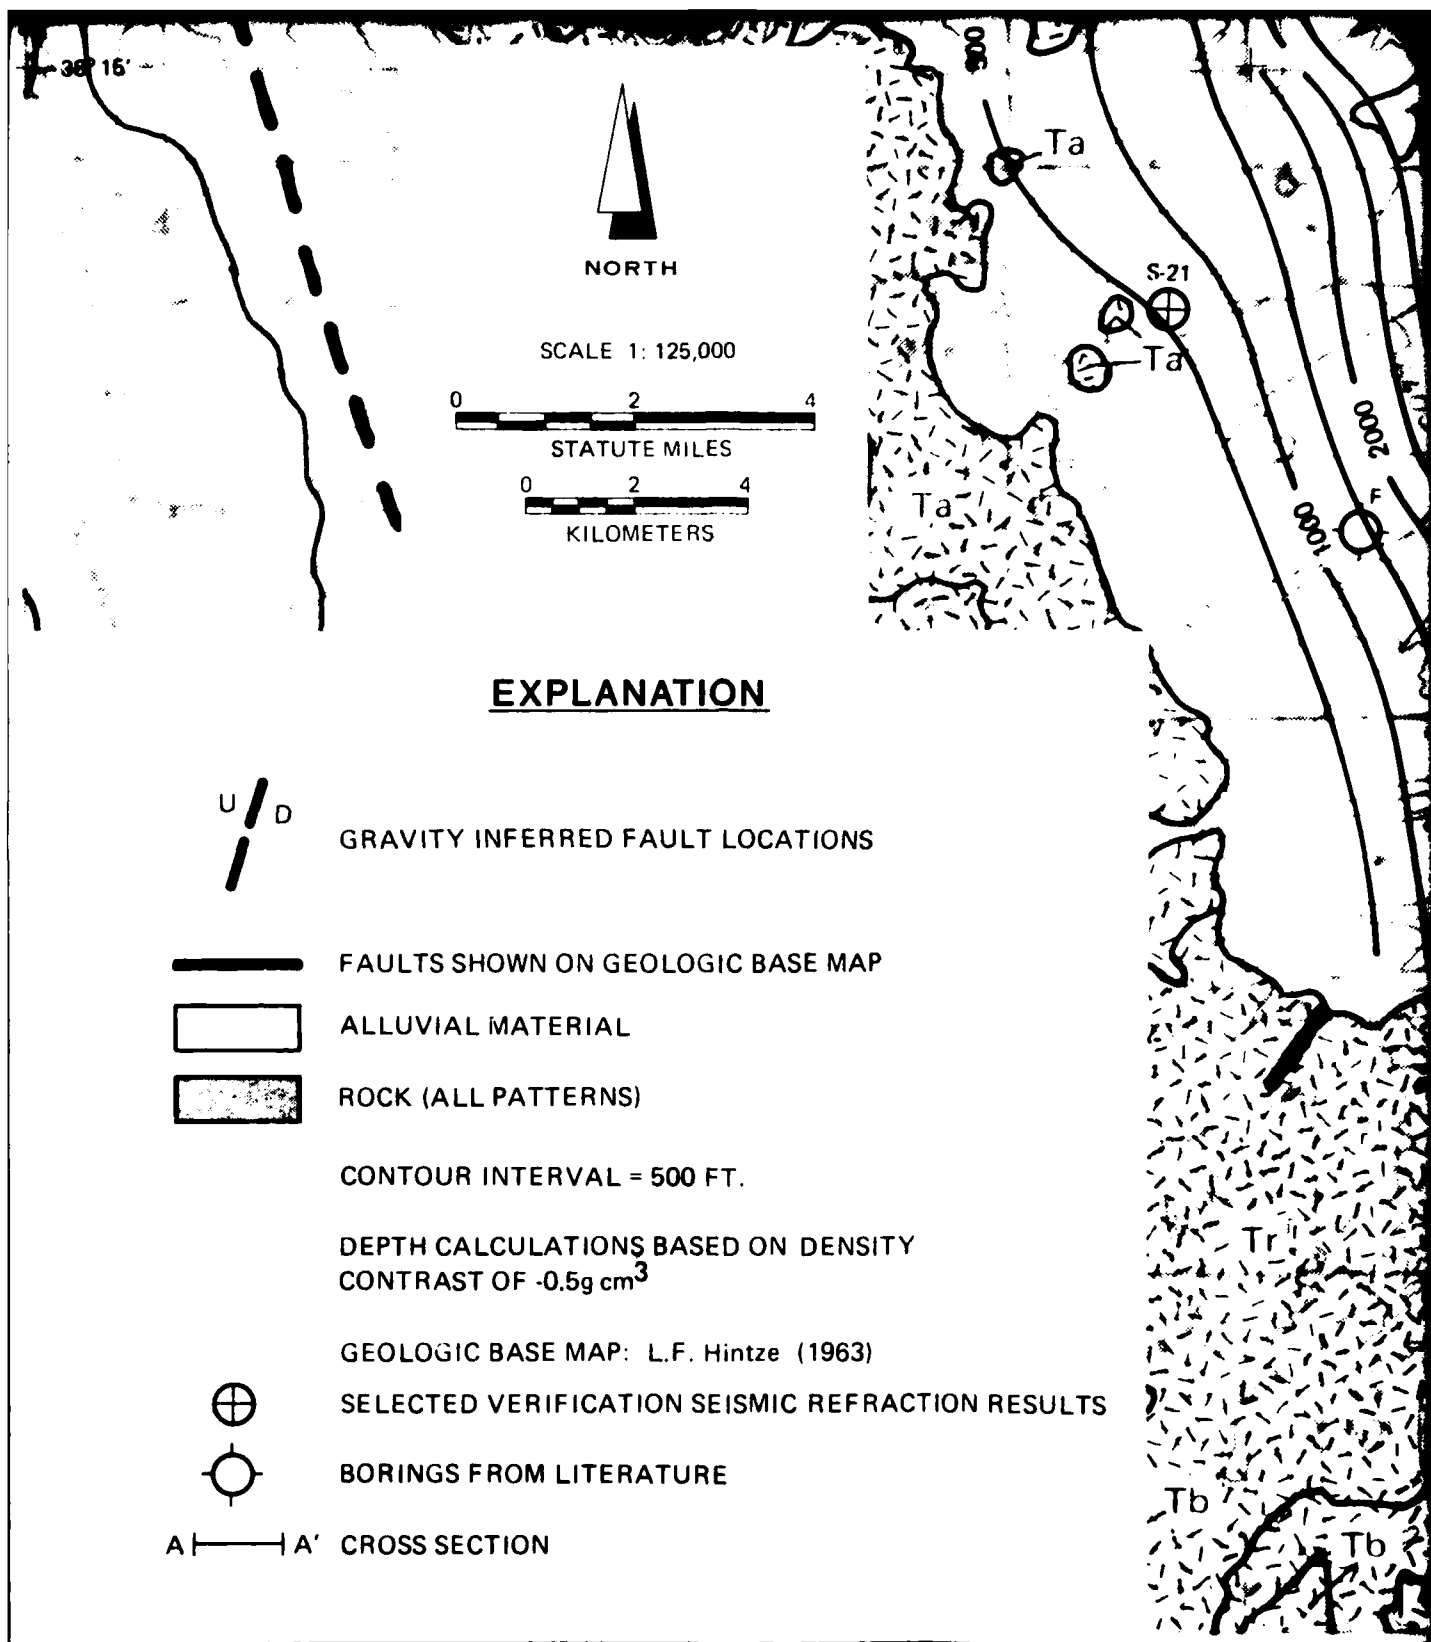 38° 15'
500
Ta
NORTH
S-21
SCALE 1: 125,000
Ta
0 2 4
STATUTE MILES
2000
0 2 4
F
Ta
KILOMETERS
1000
EXPLANATION
U D
GRAVITY INFERRED FAULT LOCATIONS
FAULTS SHOWN ON GEOLOGIC BASE MAP
ALLUVIAL MATERIAL
ROCK (ALL PATTERNS)
CONTOUR INTERVAL = 500 FT.
DEPTH CALCULATIONS BASED ON DENSITY
CONTRAST OF -0.5g cm3
Tr
GEOLOGIC BASE MAP: L.F. Hintze (1963)
SELECTED VERIFICATION SEISMIC REFRACTION RESULTS
BORINGS FROM LITERATURE
Tb
A A' CROSS SECTION
Tb